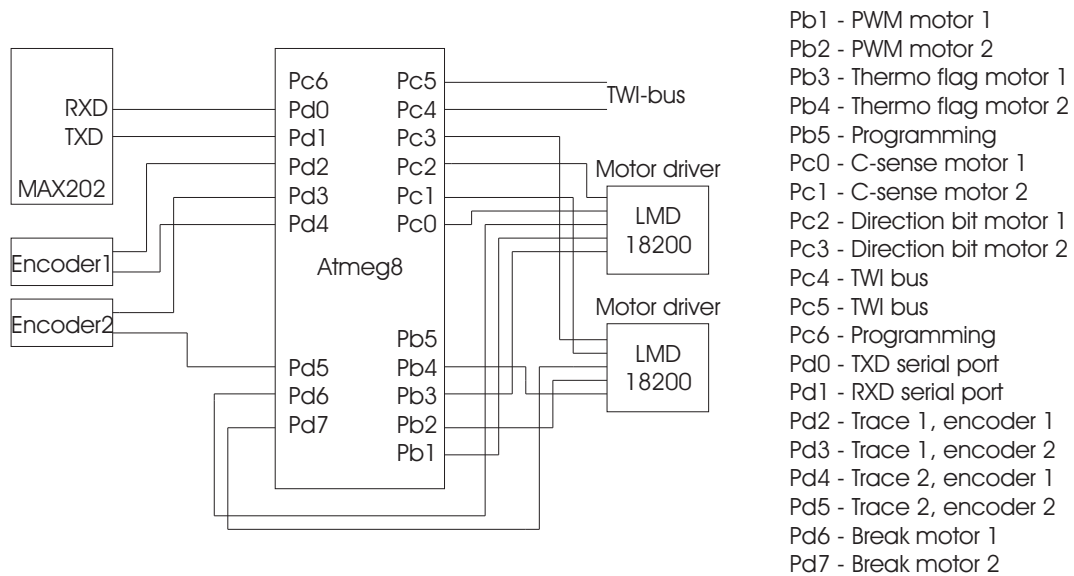 RXD
TXD
MAX202
Encoder1
Encoder2
Pc6
Pd0
Pd1
Pd2
Pd3
Pd4
Pd5
Pd6
Pd7
Atmeg8
Pc5
Pc4
Pc3
Pc2
Pc1
Pc0
Pb5
Pb4
Pb3
Pb2
Pb1
TWI-bus
Motor driver
LMD
18200
Motor driver
LMD
18200
Pb1 - PWM motor 1
Pb2 - PWM motor 2
Pb3 - Thermo flag motor 1
Pb4 - Thermo flag motor 2
Pb5 - Programming
Pc0 - C-sense motor 1
Pc1 - C-sense motor 2
Pc2 - Direction bit motor 1
Pc3 - Direction bit motor 2
Pc4 - TWI bus
Pc5 - TWI bus
Pc6 - Programming
Pd0 - TXD serial port
Pd1 - RXD serial port
Pd2 - Trace 1, encoder 1
Pd3 - Trace 1, encoder 2
Pd4 - Trace 2, encoder 1
Pd5 - Trace 2, encoder 2
Pd6 - Break motor 1
Pd7 - Break motor 2